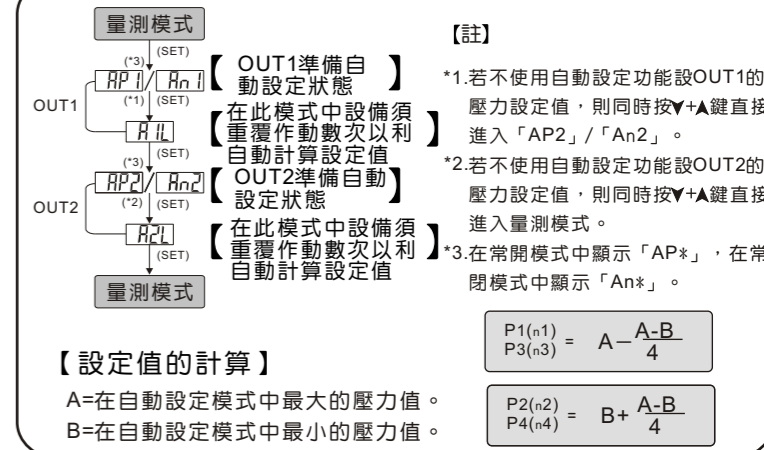 量測模式
(SET)
(*3)
AP1/ An1
【 OUT1準備自動設定狀態 】
(*1) (SET)
OUT1
A1L
【在此模式中設備須重覆作動數次以利自動計算設定值】
(SET)
(*3)
AP2/ An2
【OUT2準備自動設定狀態】
(*2) (SET)
OUT2
A2L
【在此模式中設備須重覆作動數次以利自動計算設定值】
(SET)
量測模式
【註】
*1.若不使用自動設定功能設OUT1的
壓力設定值，則同時按▼+▲鍵直接
進入「AP2」/「An2」。
*2.若不使用自動設定功能設OUT2的
壓力設定值，則同時按▼+▲鍵直接
進入量測模式。
*3.在常開模式中顯示「AP*」，在常
閉模式中顯示「An*」。
【設定值的計算】
A=在自動設定模式中最大的壓力值。
B=在自動設定模式中最小的壓力值。
P1(n1)
P3(n3) = A－A-B/4
P2(n2)
P4(n4) = B+ A-B/4